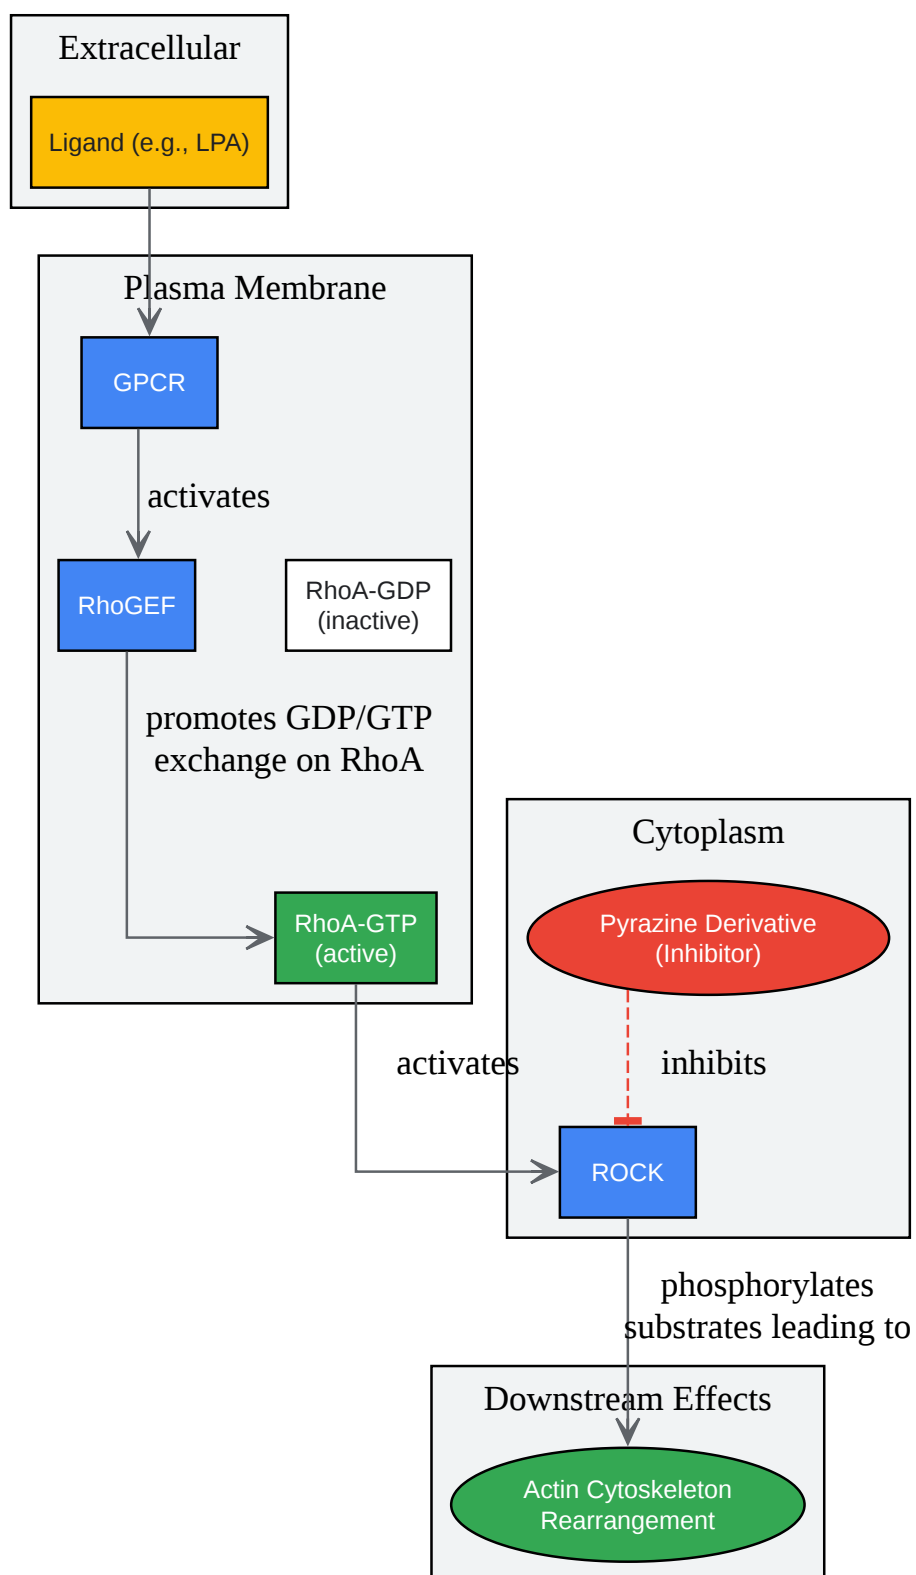 Extracellular
Ligand (e.g., LPA)
Plasma Membrane
GPCR
activates
RhoGEF
RhoA-GDP
(inactive)
promotes GDP/GTP
exchange on RhoA
RhoA-GTP
(active)
Cytoplasm
Pyrazine Derivative
(Inhibitor)
activates
inhibits
ROCK
phosphorylates
substrates leading to
Downstream Effects
Actin Cytoskeleton
Rearrangement